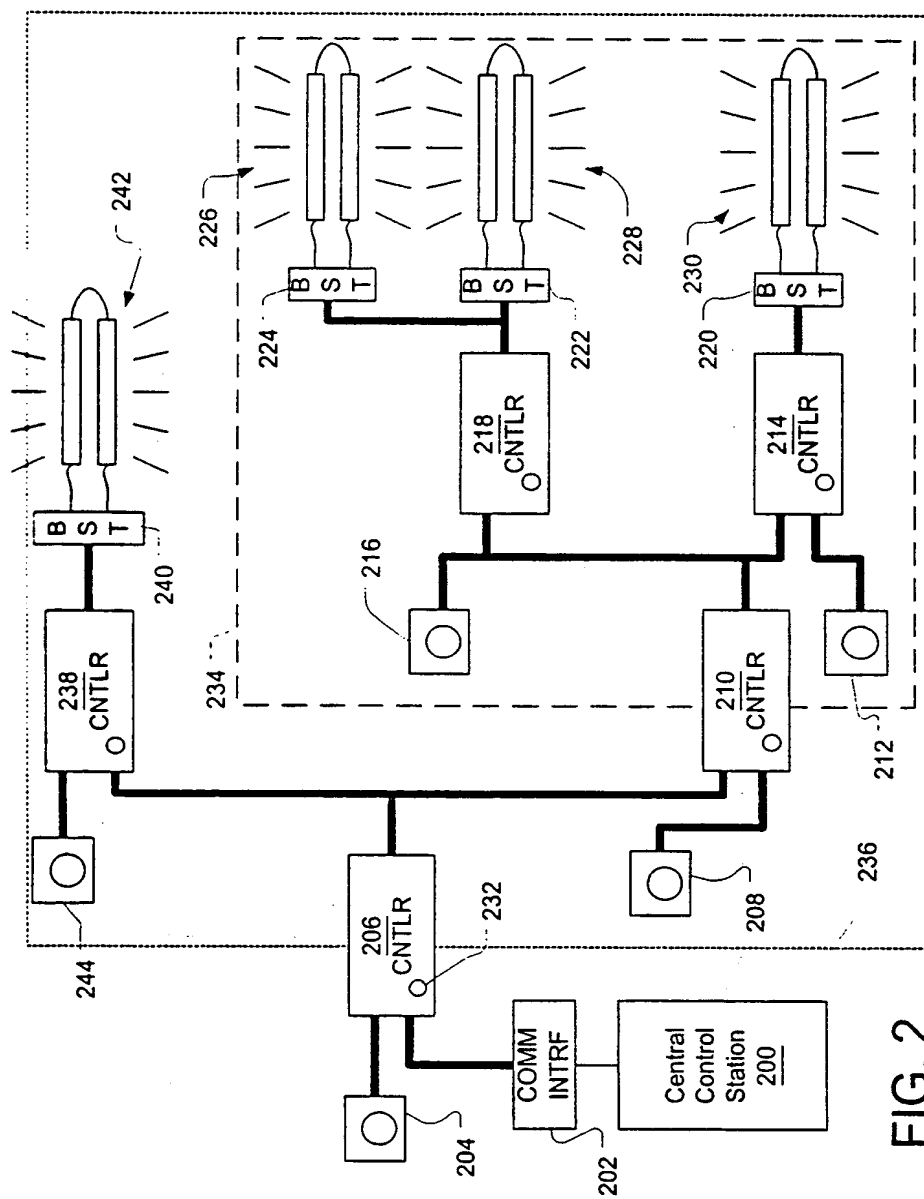 242
226
B
S
T
224
228
B
S
T
222
230
B
S
T
220
B
S
T
240
218
CNTLR
214
CNTLR
216
234
238
CNTLR
210
CNTLR
212
244
206
CNTLR
232
208
236
204
COMM
INTRF
202
Central
Control
Station
200
FIG. 2